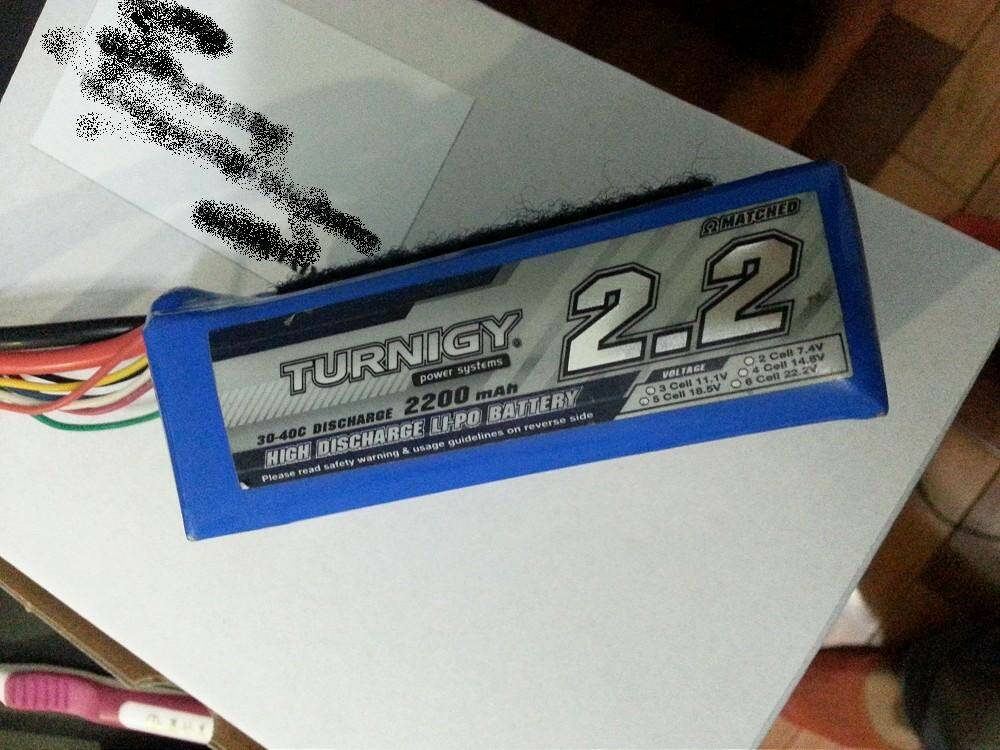 ΩMATCHED
2.2
TURNIGY®
power systems
30-40C DISCHARGE 2200 mAh
HIGH DISCHARGE LI-PO BATTERY
Please read safety warning & usage guidelines on reverse side
VOLTAGE
2 Cell 7.4V
3 Cell 11.1V
4 Cell 14.8V
5 Cell 18.5V
6 Cell 22.2V